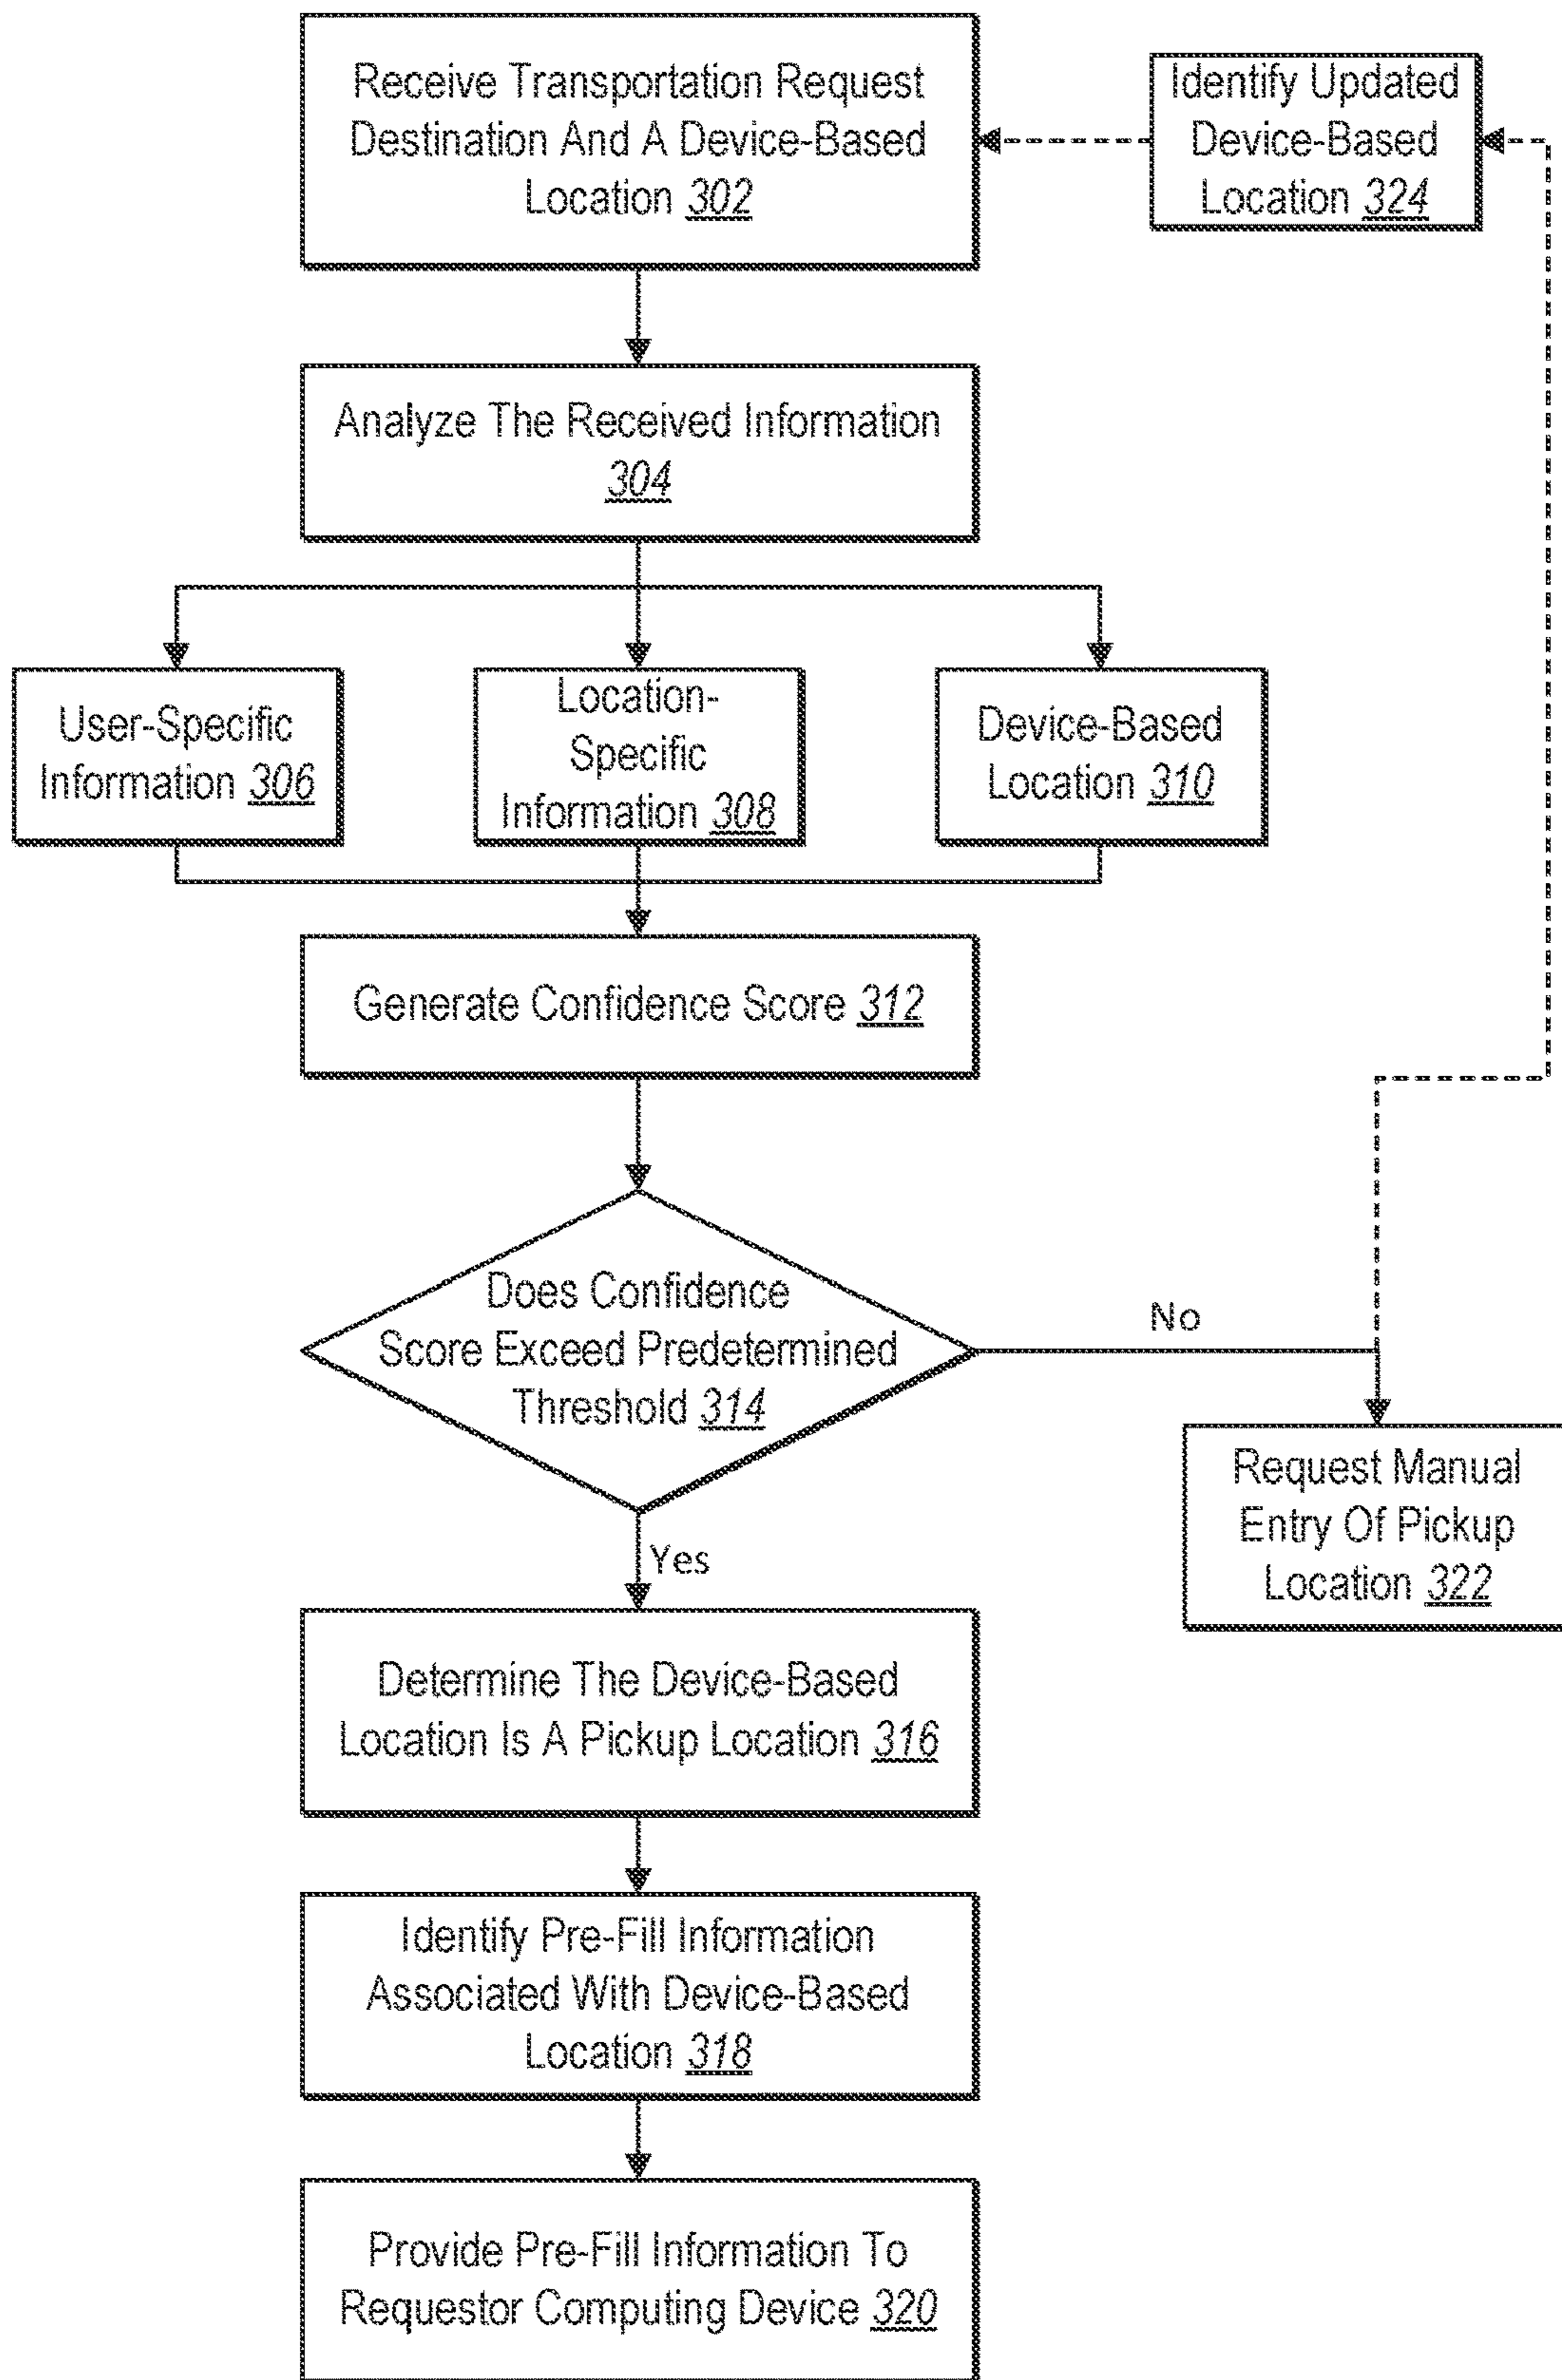 Receive Transportation Request
Destination And A Device-Based
Location 302
Identify Updated
Device-Based
Location 324
Analyze The Received Information
304
User-Specific
Information 306
Location-
Specific
Information 308
Device-Based
Location 310
Generate Confidence Score 312
Does Confidence
Score Exceed Predetermined
Threshold 314
No
Yes
Request Manual
Entry Of Pickup
Location 322
Determine The Device-Based
Location Is A Pickup Location 316
Identify Pre-Fill Information
Associated With Device-Based
Location 318
Provide Pre-Fill Information To
Requestor Computing Device 320